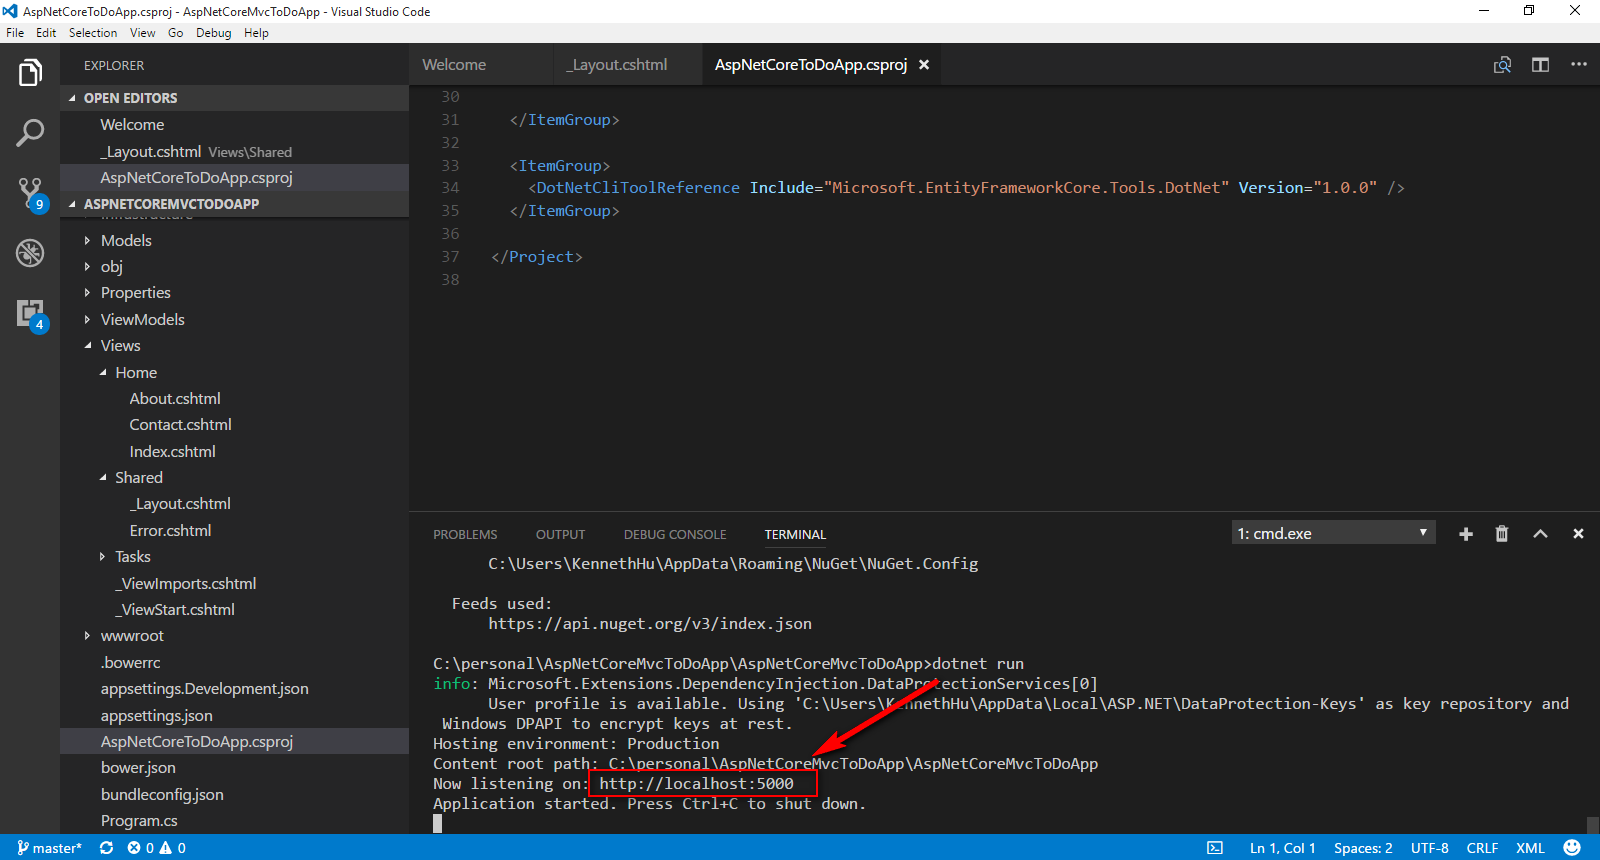 AspNetCoreToDoApp.csproj - AspNetCoreMvcToDoApp - Visual Studio Code
File Edit Selection View Go Debug Help
EXPLORER
OPEN EDITORS
Welcome
_Layout.cshtml Views\Shared
AspNetCoreToDoApp.csproj
ASPNETCOREMVCTODOAPP
Infrastructure
Models
obj
Properties
ViewModels
Views
Home
About.cshtml
Contact.cshtml
Index.cshtml
Shared
_Layout.cshtml
Error.cshtml
Tasks
_ViewImports.cshtml
_ViewStart.cshtml
wwwroot
.bowerrc
appsettings.Development.json
appsettings.json
AspNetCoreToDoApp.csproj
bower.json
bundleconfig.json
Program.cs
9
4
Welcome _Layout.cshtml AspNetCoreToDoApp.csproj
30
31 </ItemGroup>
32
33 <ItemGroup>
34 <DotNetCliToolReference Include="Microsoft.EntityFrameworkCore.Tools.DotNet" Version="1.0.0" />
35 </ItemGroup>
36
37 </Project>
38
PROBLEMS OUTPUT DEBUG CONSOLE TERMINAL 1: cmd.exe
C:\Users\KennethHu\AppData\Roaming\NuGet\NuGet.Config
Feeds used:
https://api.nuget.org/v3/index.json
C:\personal\AspNetCoreMvcToDoApp\AspNetCoreMvcToDoApp>dotnet run
info: Microsoft.Extensions.DependencyInjection.DataProtectionServices[0]
User profile is available. Using 'C:\Users\KennethHu\AppData\Local\ASP.NET\DataProtection-Keys' as key repository and
Windows DPAPI to encrypt keys at rest.
Hosting environment: Production
Content root path: C:\personal\AspNetCoreMvcToDoApp\AspNetCoreMvcToDoApp
Now listening on: http://localhost:5000
Application started. Press Ctrl+C to shut down.
master* 0 0 Ln 1, Col 1 Spaces: 2 UTF-8 CRLF XML